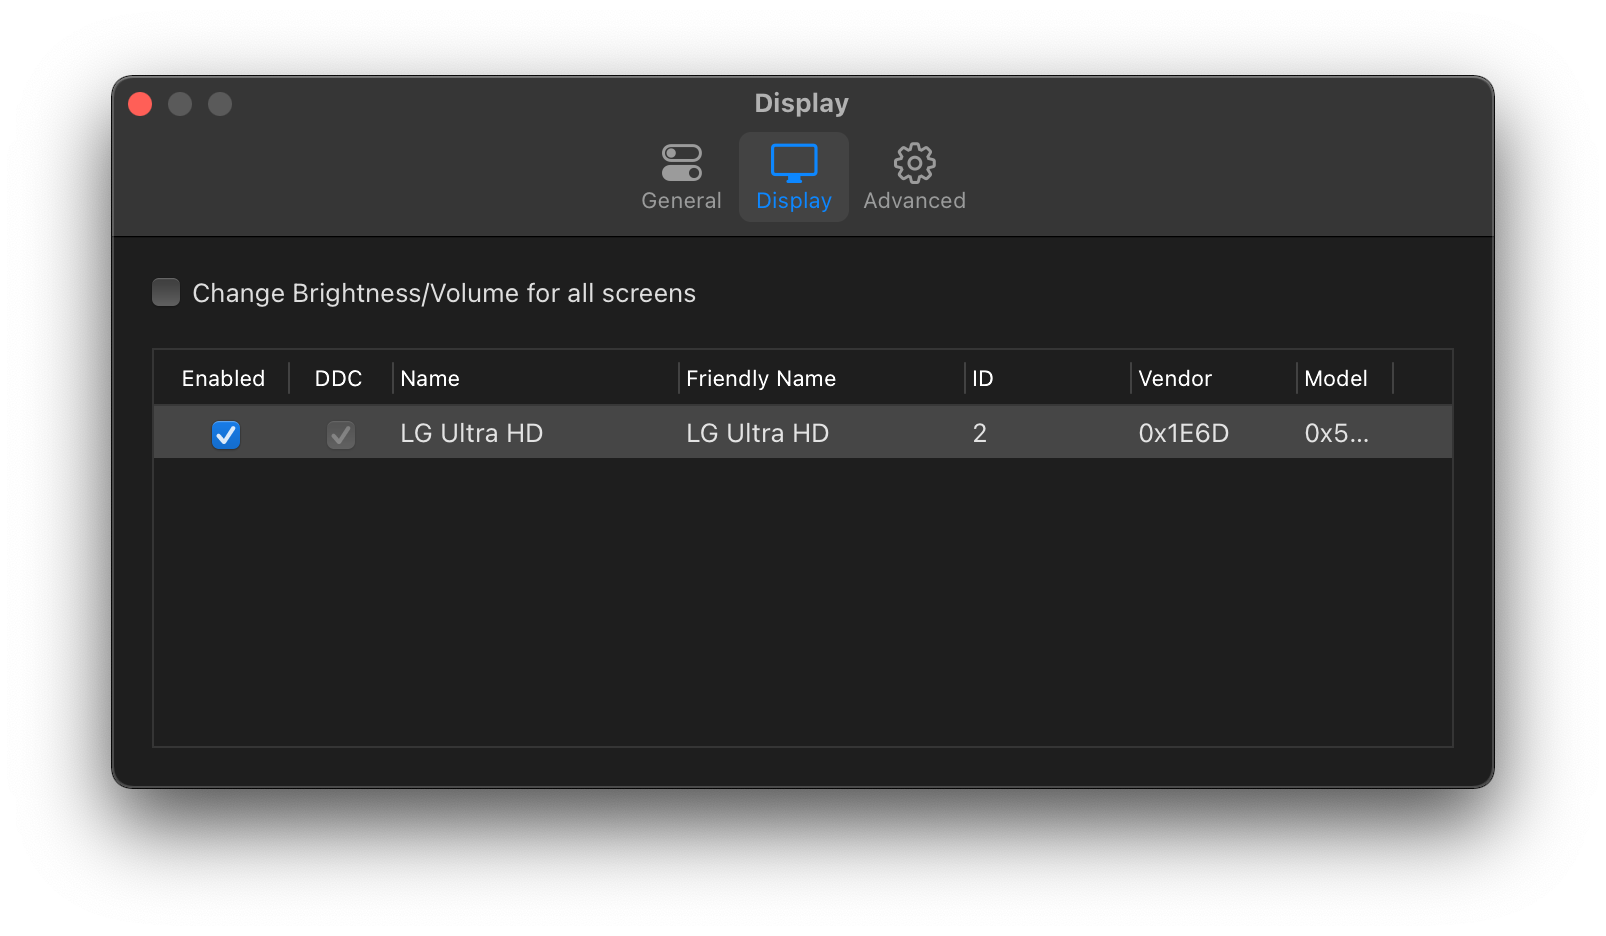 Display
General Display Advanced
Change Brightness/Volume for all screens
Enabled DDC Name Friendly Name ID Vendor Model
LG Ultra HD LG Ultra HD 2 0x1E6D 0x5...